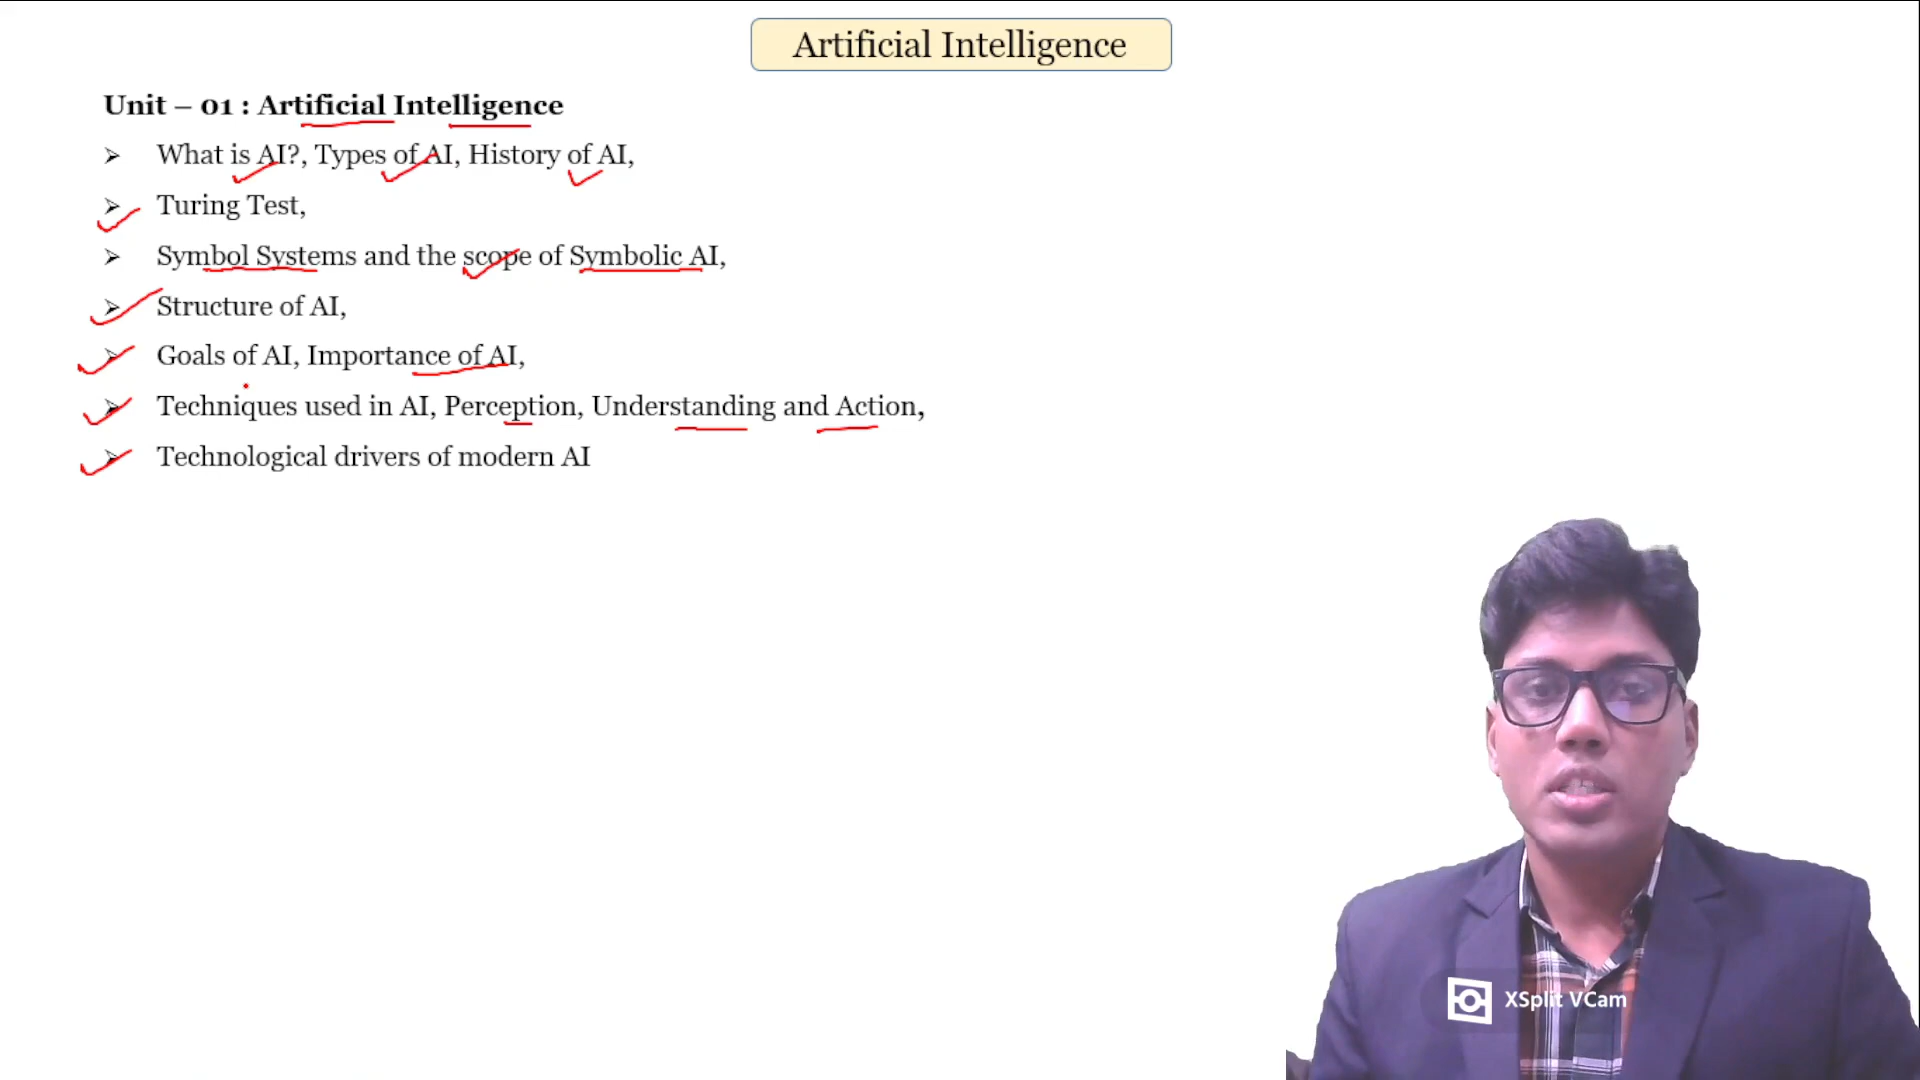 Artificial Intelligence
Unit – 01 : Artificial Intelligence
➢ What is AI?, Types of AI, History of AI,
➢ Turing Test,
➢ Symbol Systems and the scope of Symbolic AI,
➢ Structure of AI,
➢ Goals of AI, Importance of AI,
➢ Techniques used in AI, Perception, Understanding and Action,
➢ Technological drivers of modern AI
XSplit VCam